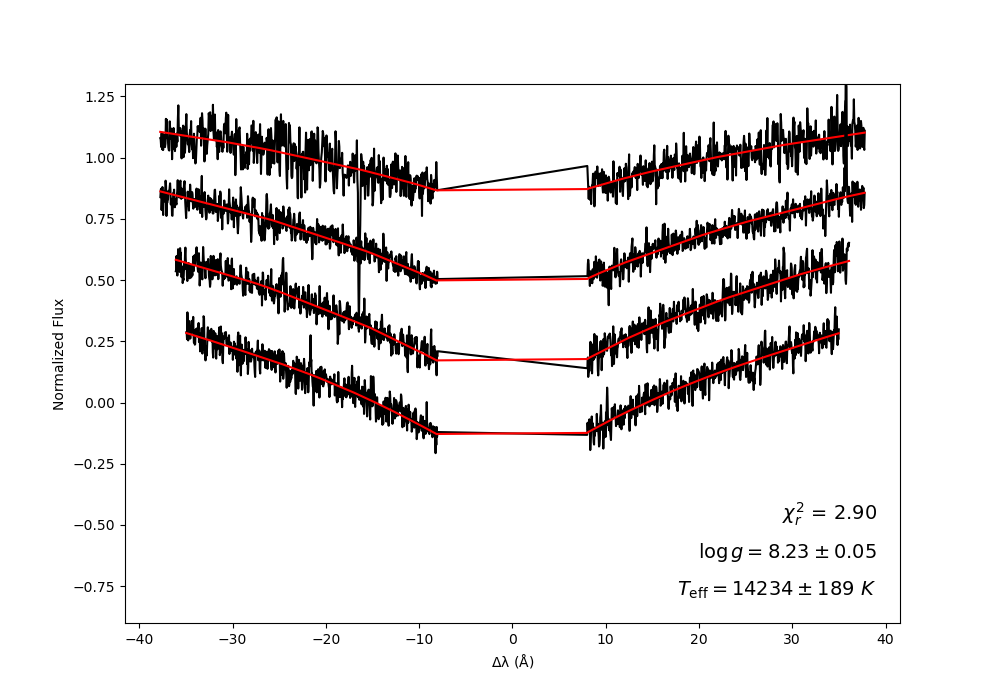 1.25
1.00
0.75
0.50
0.25
0.00
−0.25
−0.50
−0.75
Normalized Flux
χ²ᵣ = 2.90
log g = 8.23 ± 0.05
T_eff = 14234 ± 189 K
−40 −30 −20 −10 0 10 20 30 40
Δλ (Å)